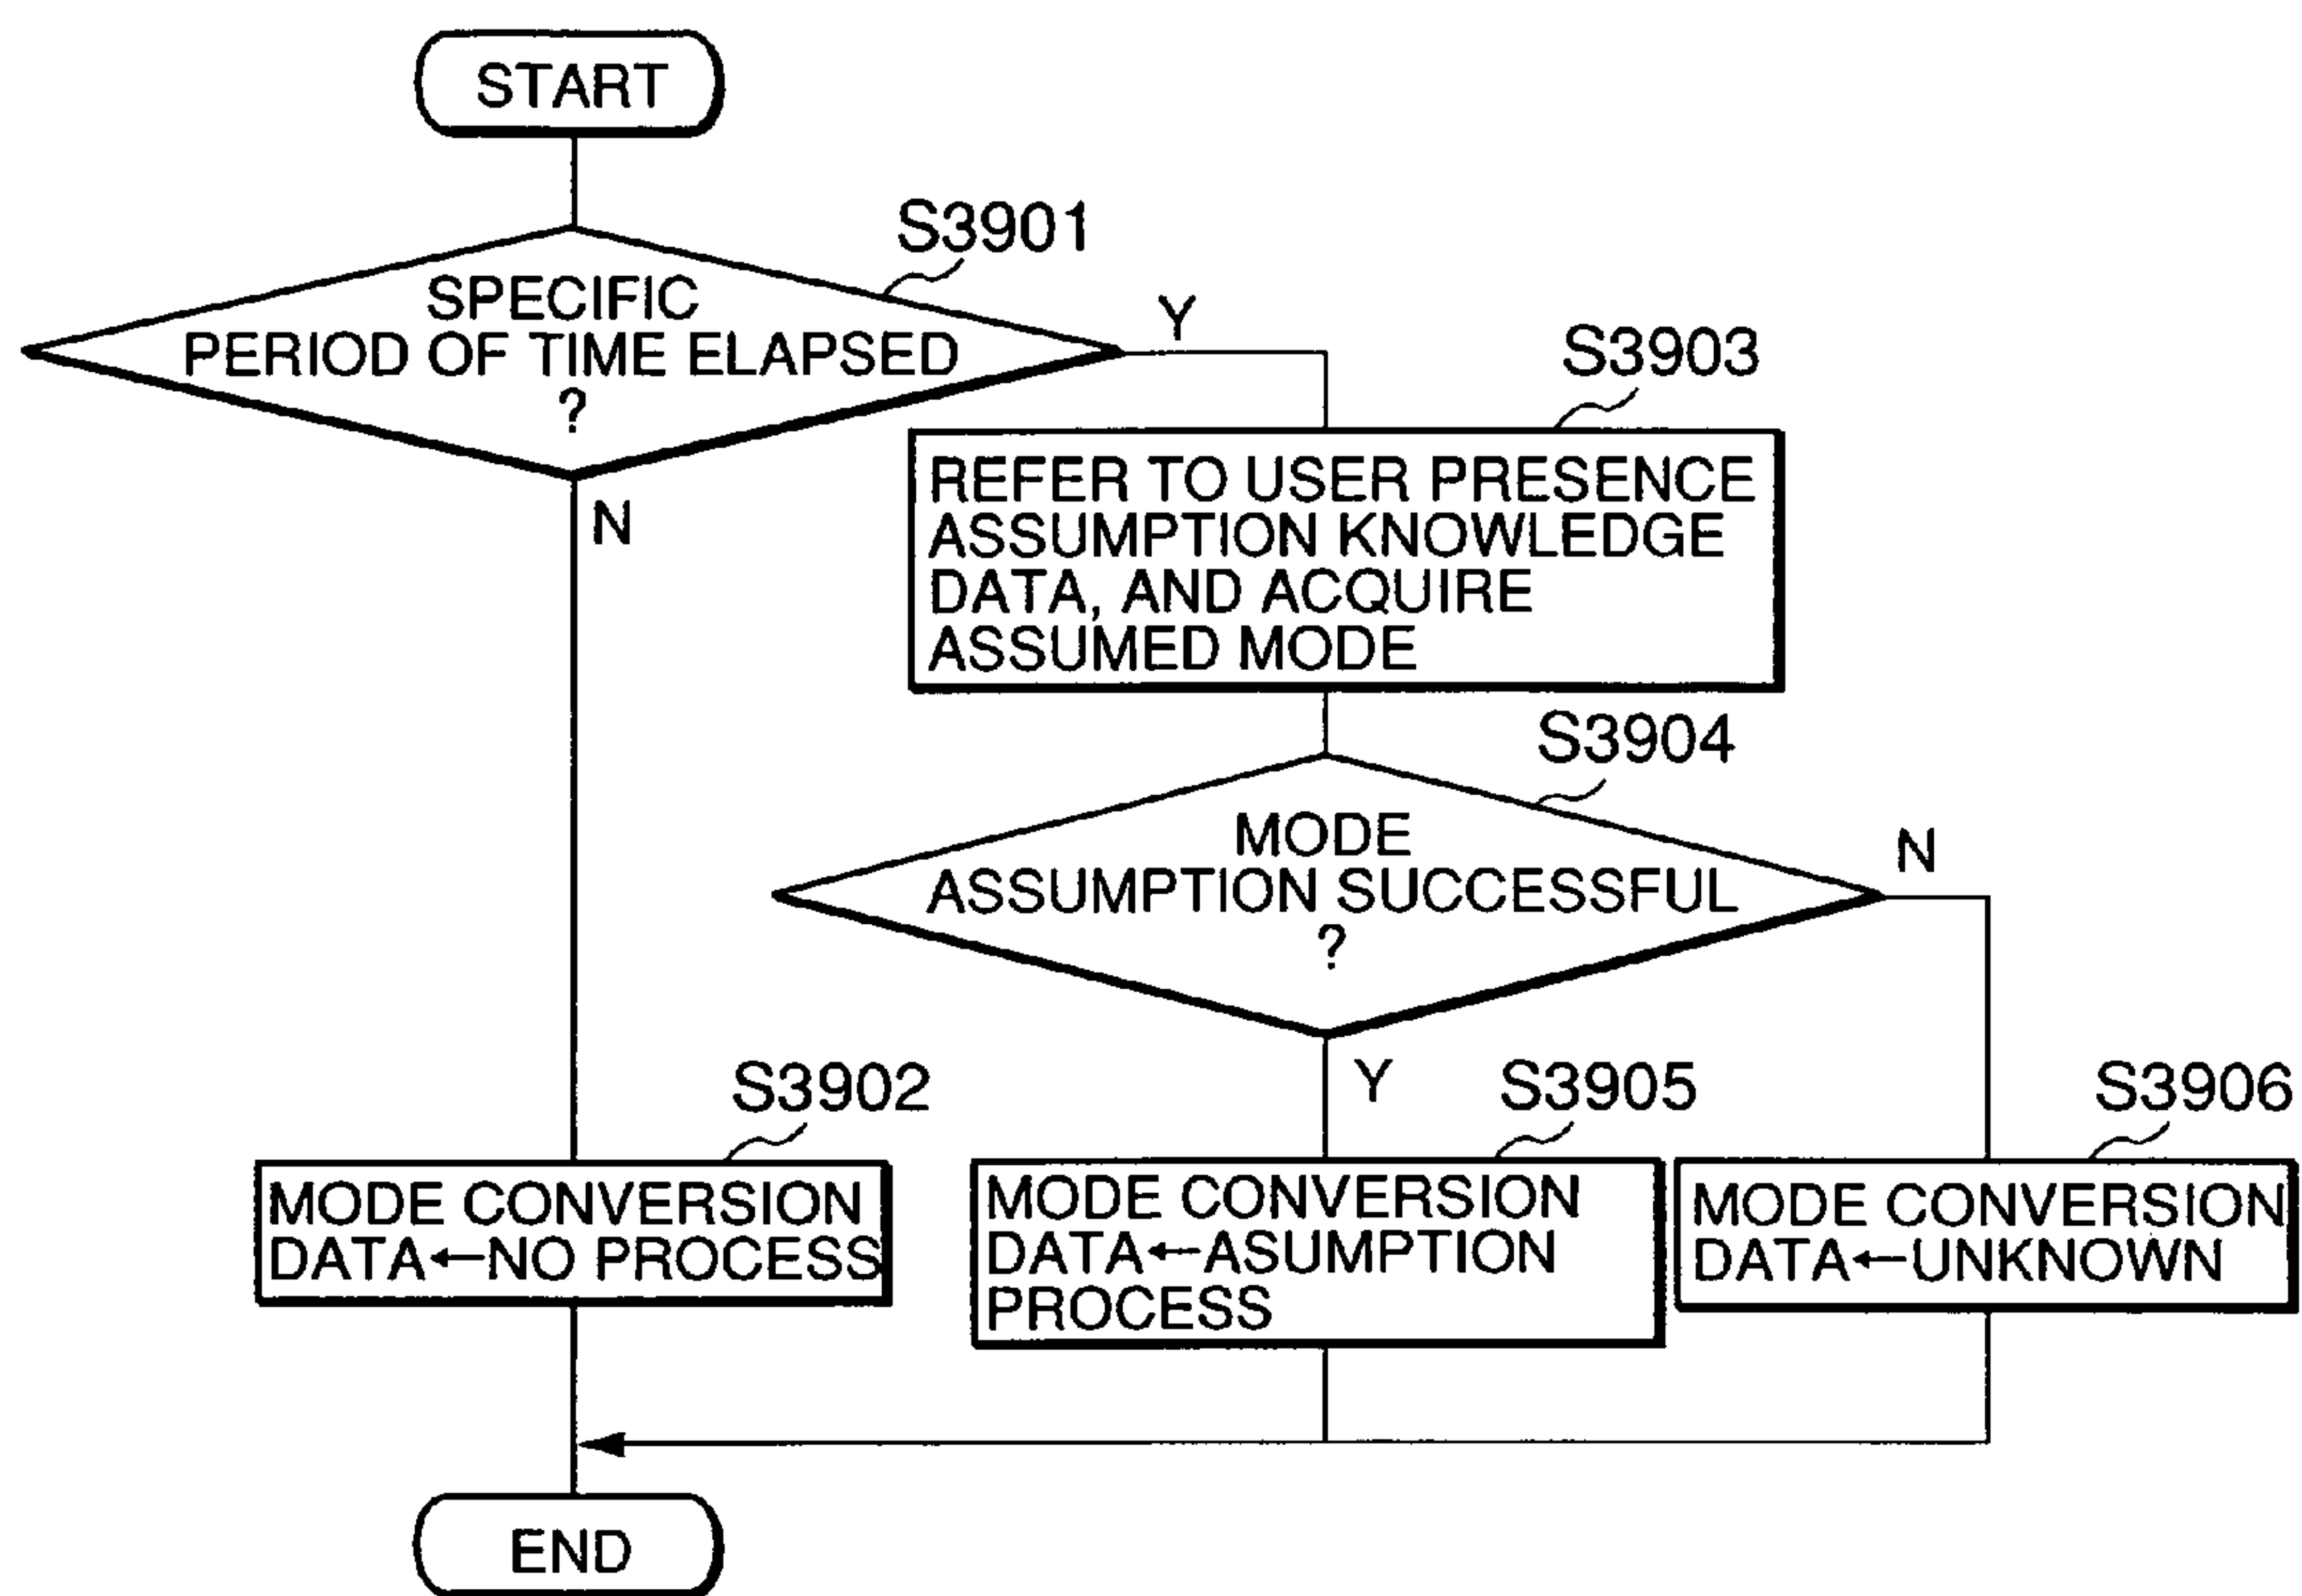 START
S3901
SPECIFIC
PERIOD OF TIME ELAPSED
?
Y
N
S3903
REFER TO USER PRESENCE
ASSUMPTION KNOWLEDGE
DATA, AND ACQUIRE
ASSUMED MODE
S3904
MODE
ASSUMPTION SUCCESSFUL
?
N
Y
S3902
MODE CONVERSION
DATA←NO PROCESS
S3905
MODE CONVERSION
DATA←ASUMPTION
PROCESS
S3906
MODE CONVERSION
DATA←UNKNOWN
END